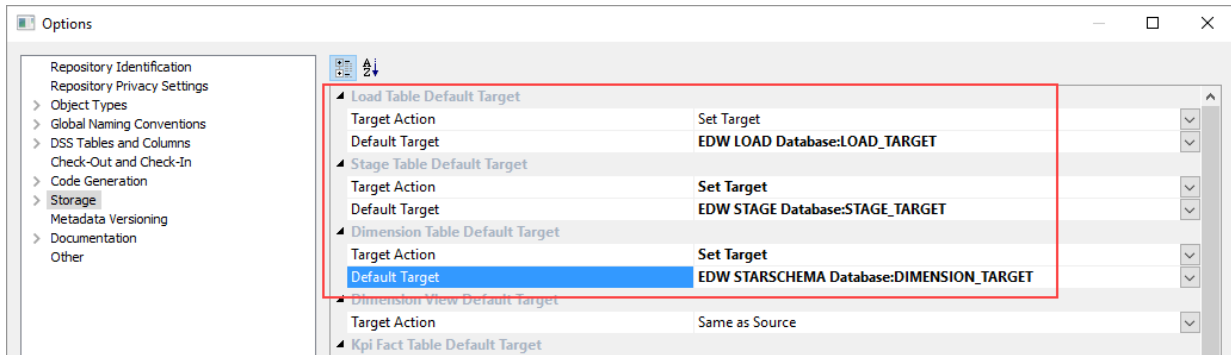 Options
Repository Identification
Repository Privacy Settings
Object Types
Global Naming Conventions
DSS Tables and Columns
Check-Out and Check-In
Code Generation
Storage
Metadata Versioning
Documentation
Other
Load Table Default Target
Target Action Set Target
Default Target EDW LOAD Database:LOAD_TARGET
Stage Table Default Target
Target Action Set Target
Default Target EDW STAGE Database:STAGE_TARGET
Dimension Table Default Target
Target Action Set Target
Default Target EDW STARSCHEMA Database:DIMENSION_TARGET
Dimension View Default Target
Target Action Same as Source
Kpi Fact Table Default Target